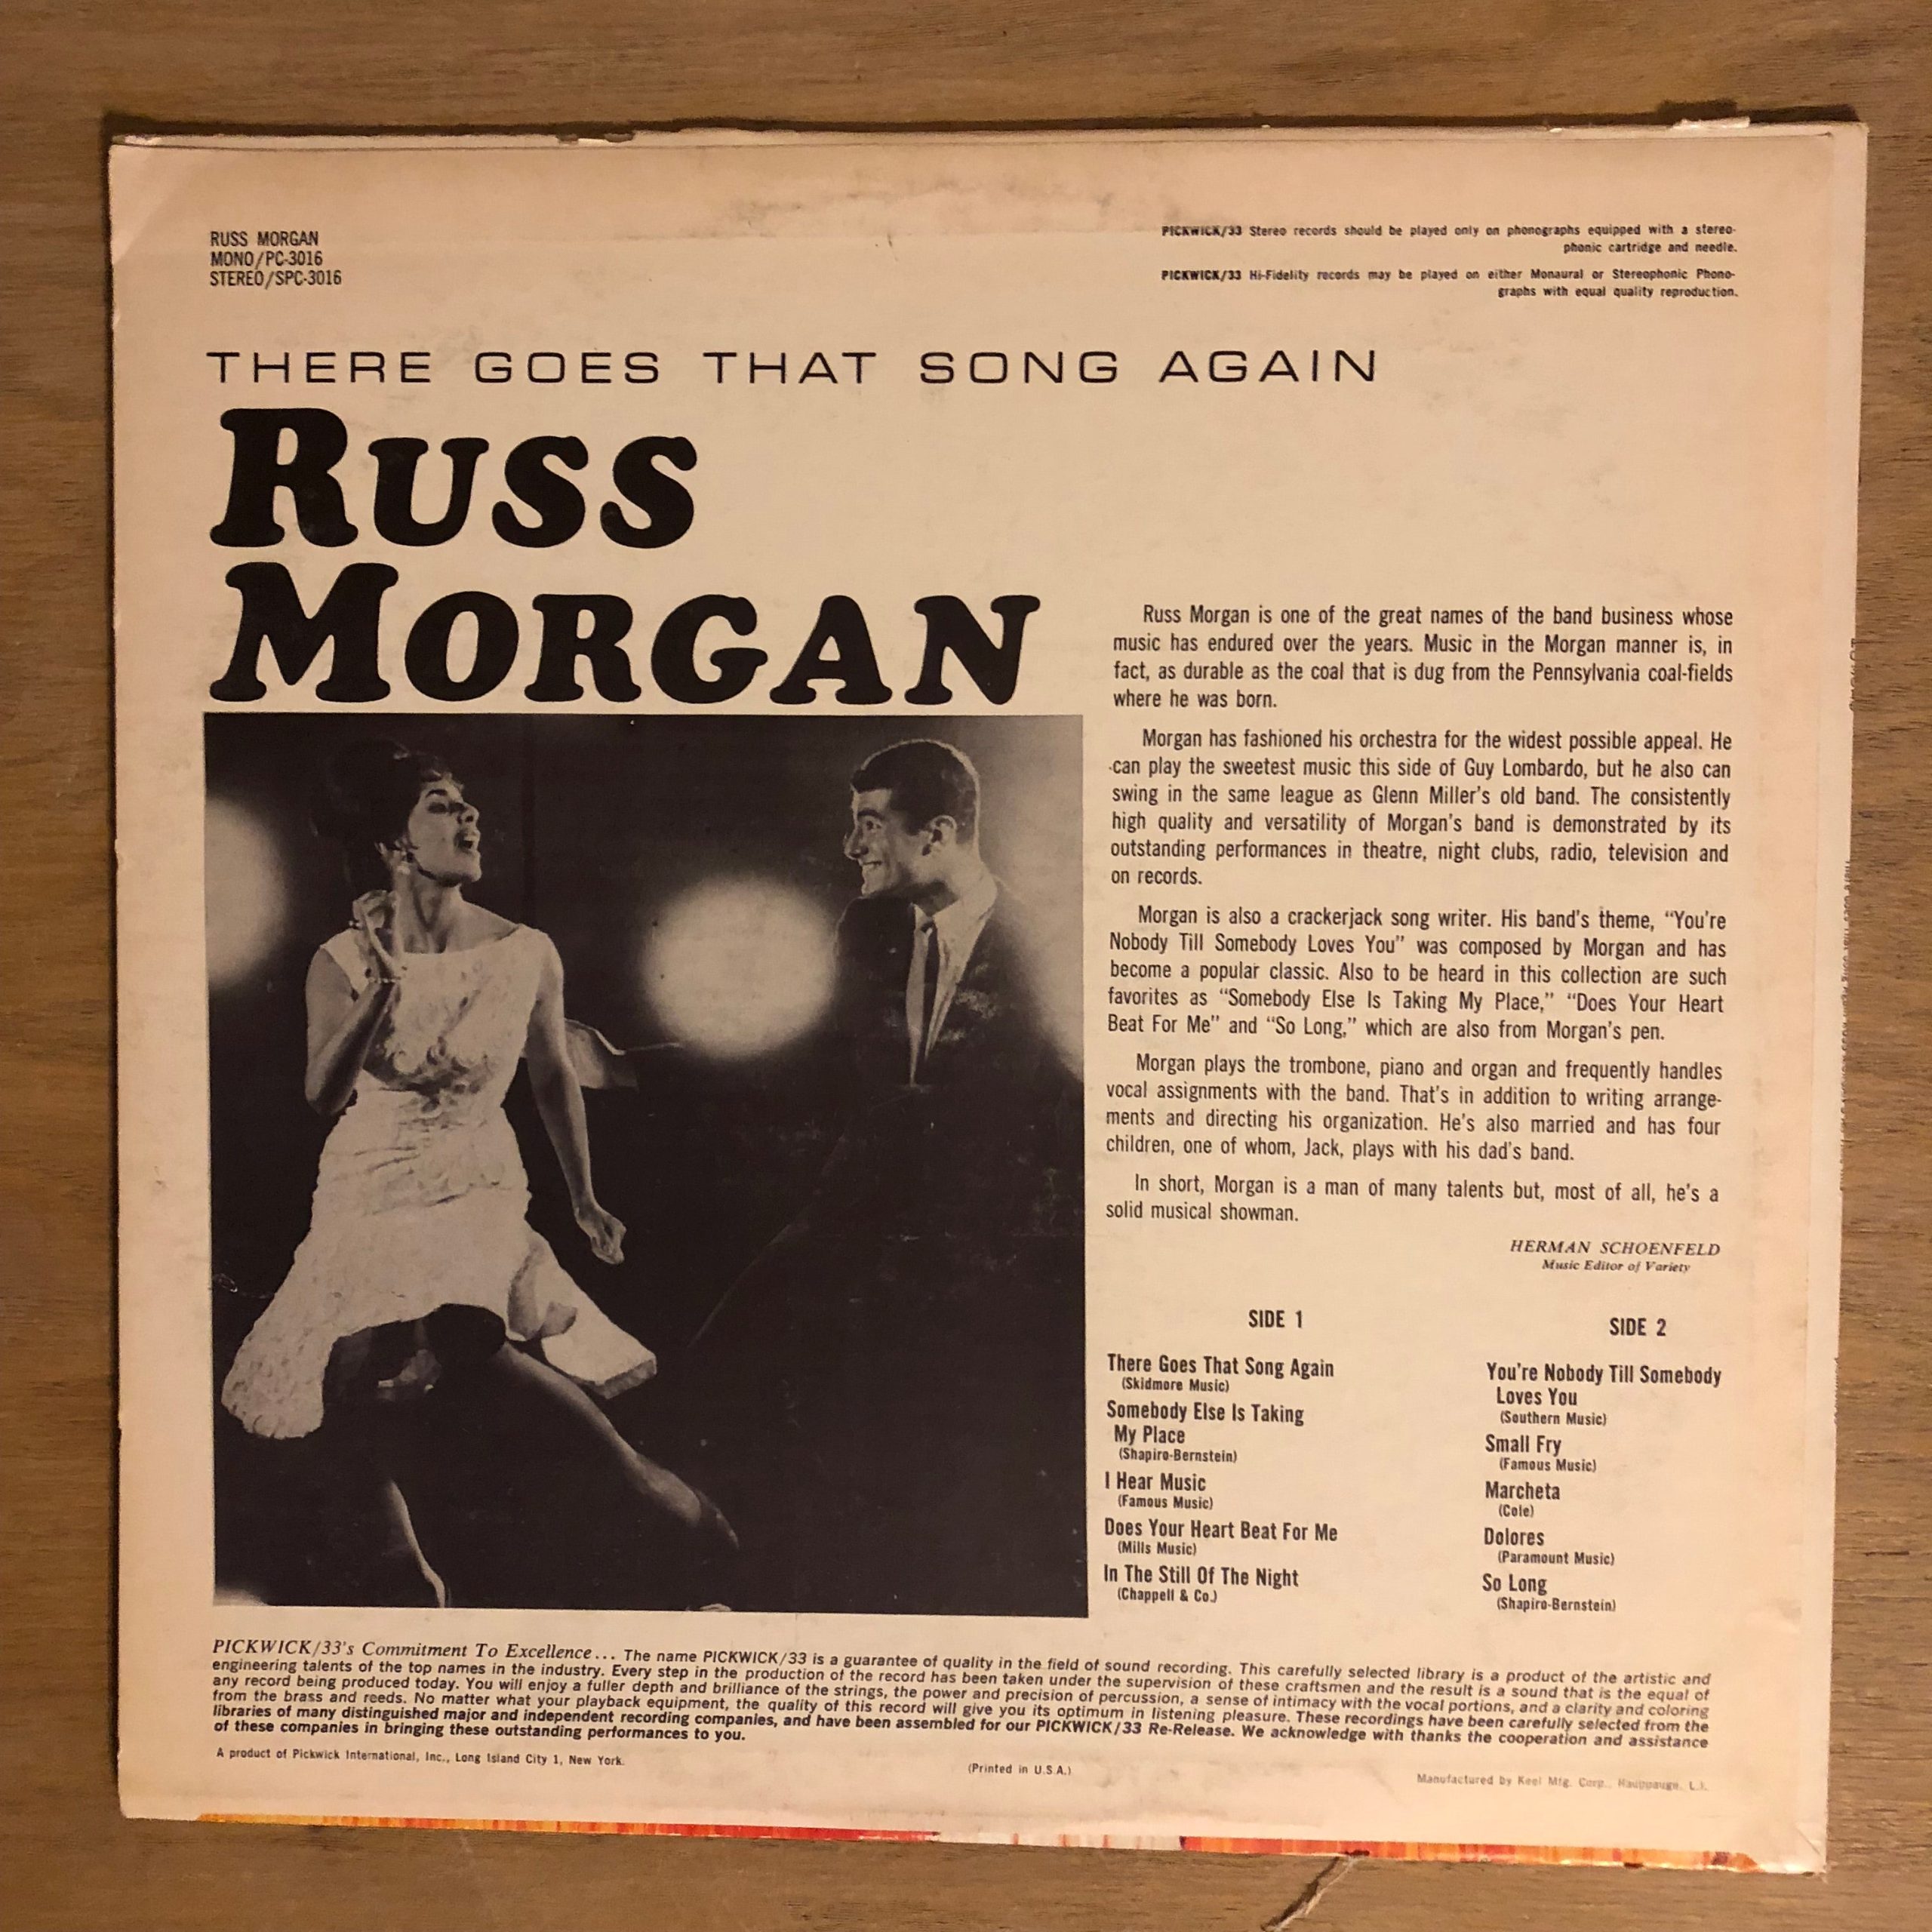 RUSS MORGAN
MONO/PC-3016
STEREO/SPC-3016
PICKWICK/33 Stereo records should be played only on phonographs equipped with a stereo-
phonic cartridge and needle.
PICKWICK/33 Hi-Fidelity records may be played on either Monaural or Stereophonic Phono-
graphs with equal quality reproduction.
THERE GOES THAT SONG AGAIN
RUSS
MORGAN
Russ Morgan is one of the great names of the band business whose
music has endured over the years. Music in the Morgan manner is, in
fact, as durable as the coal that is dug from the Pennsylvania coal-fields
where he was born.
Morgan has fashioned his orchestra for the widest possible appeal. He
can play the sweetest music this side of Guy Lombardo, but he also can
swing in the same league as Glenn Miller's old band. The consistently
high quality and versatility of Morgan's band is demonstrated by its
outstanding performances in theatre, night clubs, radio, television and
on records.
Morgan is also a crackerjack song writer. His band's theme, "You're
Nobody Till Somebody Loves You" was composed by Morgan and has
become a popular classic. Also to be heard in this collection are such
favorites as "Somebody Else Is Taking My Place," "Does Your Heart
Beat For Me" and "So Long," which are also from Morgan's pen.
Morgan plays the trombone, piano and organ and frequently handles
vocal assignments with the band. That's in addition to writing arrange-
ments and directing his organization. He's also married and has four
children, one of whom, Jack, plays with his dad's band.
In short, Morgan is a man of many talents but, most of all, he's a
solid musical showman.
HERMAN SCHOENFELD
Music Editor of Variety
SIDE 1
There Goes That Song Again
(Skidmore Music)
Somebody Else Is Taking
My Place
(Shapiro-Bernstein)
I Hear Music
(Famous Music)
Does Your Heart Beat For Me
(Mills Music)
In The Still Of The Night
(Chappell & Co.)
SIDE 2
You're Nobody Till Somebody
Loves You
(Southern Music)
Small Fry
(Famous Music)
Marcheta
(Cole)
Dolores
(Paramount Music)
So Long
(Shapiro-Bernstein)
PICKWICK/33's Commitment To Excellence... The name PICKWICK/33 is a guarantee of quality in the field of sound recording. This carefully selected library is a product of the artistic and
engineering talents of the top names in the industry. Every step in the production of the record has been taken under the supervision of these craftsmen and the result is a sound that is the equal of
any record being produced today. You will enjoy a fuller depth and brilliance of the strings, the power and precision of percussion, a sense of intimacy with the vocal portions, and a clarity and coloring
from the brass and reeds. No matter what your playback equipment, the quality of this record will give you its optimum in listening pleasure. These recordings have been carefully selected from the
libraries of many distinguished major and independent recording companies, and have been assembled for our PICKWICK/33 Re-Release. We acknowledge with thanks the cooperation and assistance
of these companies in bringing these outstanding performances to you.
A product of Pickwick International, Inc., Long Island City 1, New York.
(Printed in U.S.A.)
Manufactured by Keel Mfg. Corp., Hauppauge, L.I.